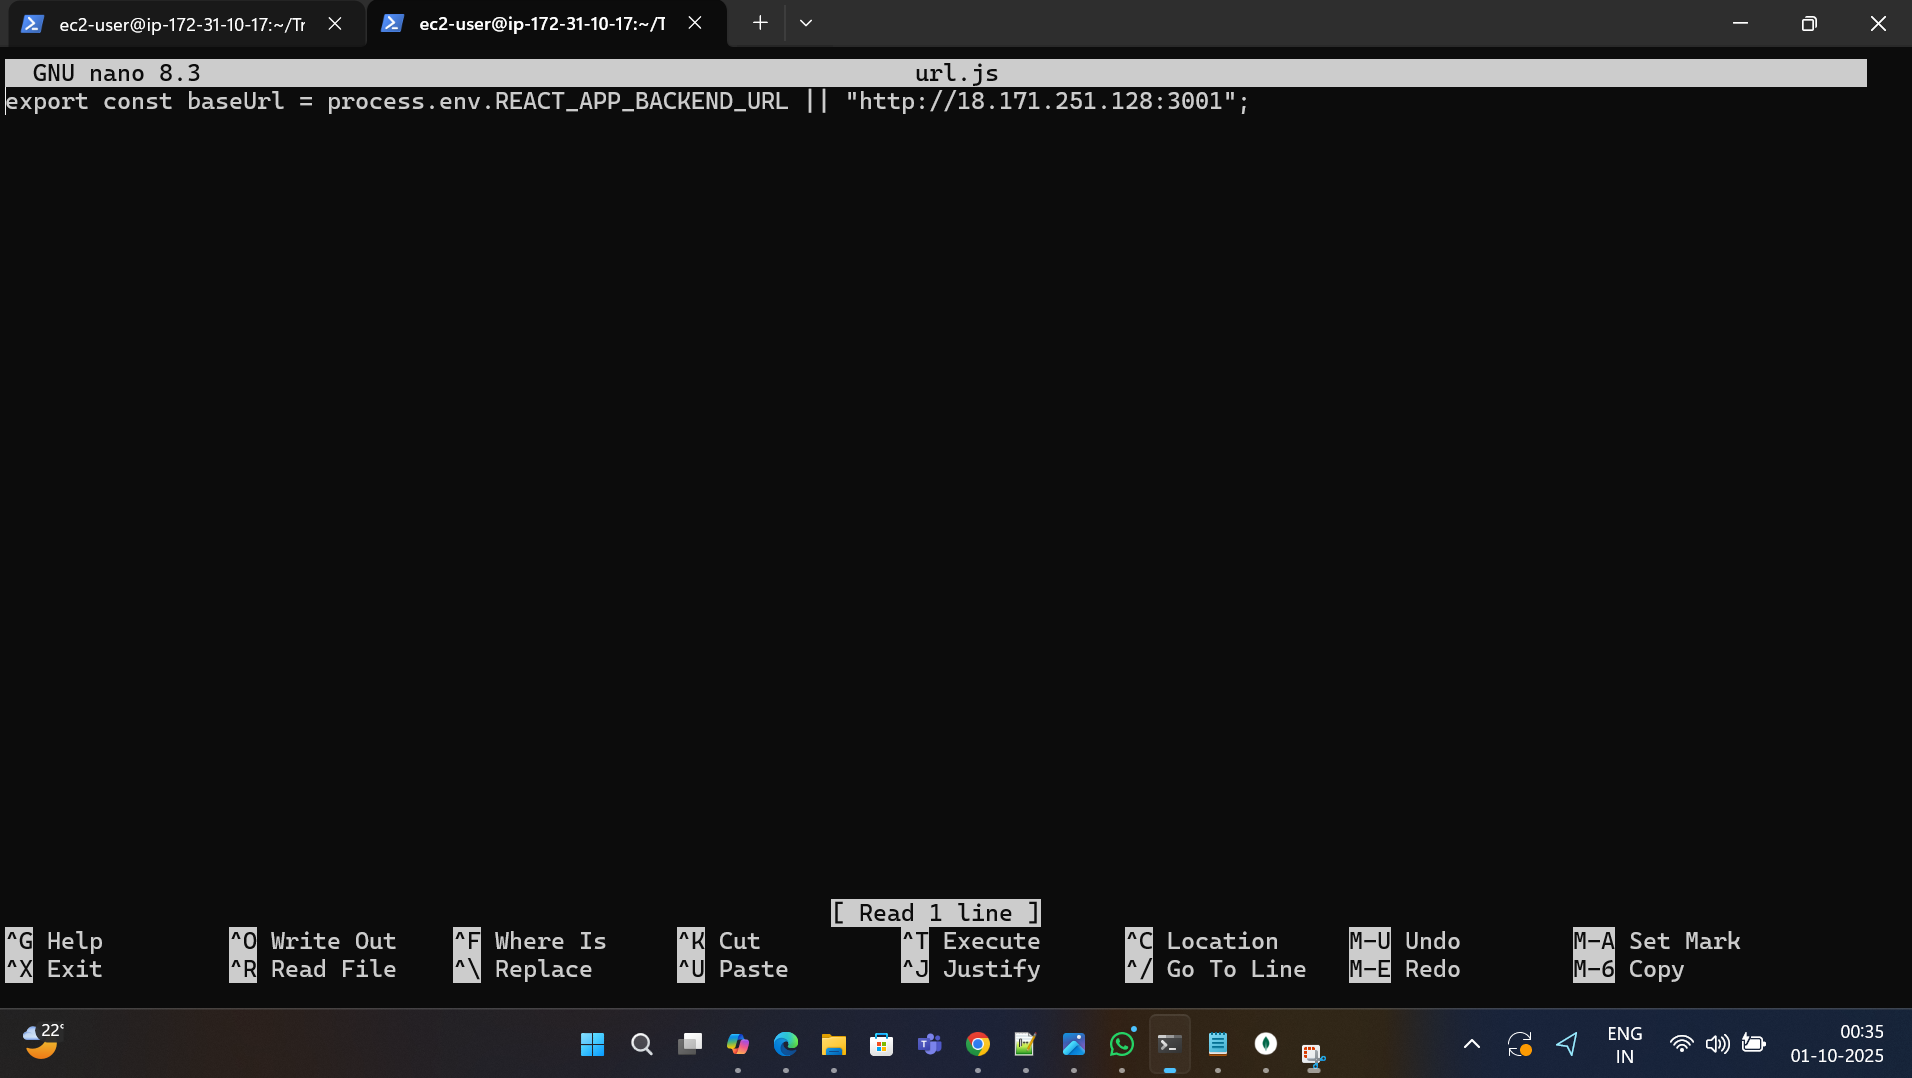 ec2-user@ip-172-31-10-17:~/Tr
ec2-user@ip-172-31-10-17:~/T
GNU nano 8.3 url.js
export const baseUrl = process.env.REACT_APP_BACKEND_URL || "http://18.171.251.128:3001";
[ Read 1 line ]
^G Help ^O Write Out ^F Where Is ^K Cut ^T Execute ^C Location M-U Undo M-A Set Mark
^X Exit ^R Read File ^\ Replace ^U Paste ^J Justify ^/ Go To Line M-E Redo M-6 Copy
22°
ENG
IN
00:35
01-10-2025